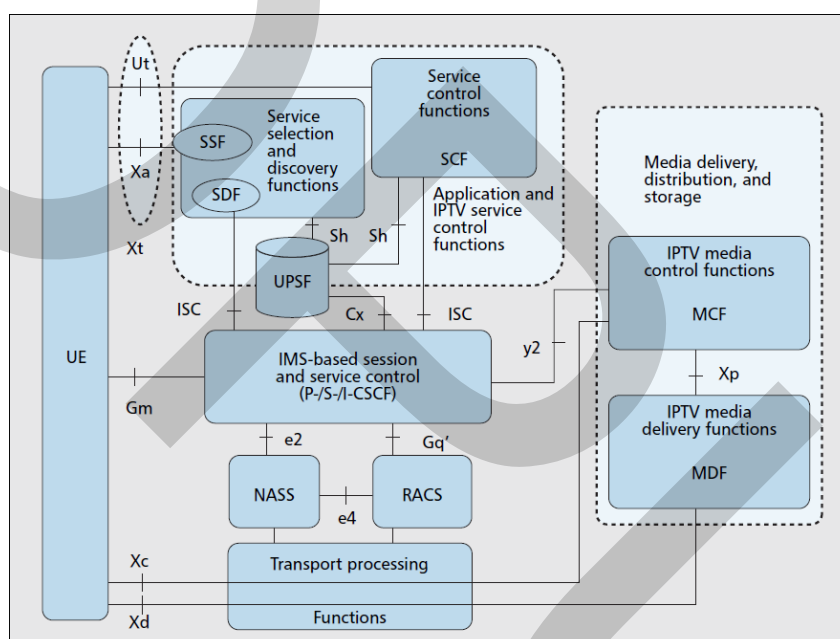 Ut
Service
control
functions
SCF
Service
selection
and
discovery
functions
SSF
SDF
Xa
Xt
Application and
IPTV service
control
functions
Sh
Sh
UPSF
Media delivery,
distribution, and
storage
IPTV media
control functions
MCF
ISC
Cx
ISC
y2
UE
IMS-based session
and service control
(P-/S-/I-CSCF)
Gm
Xp
IPTV media
delivery functions
MDF
e2
Gq’
NASS
RACS
e4
Xc
Transport processing
Xd
Functions